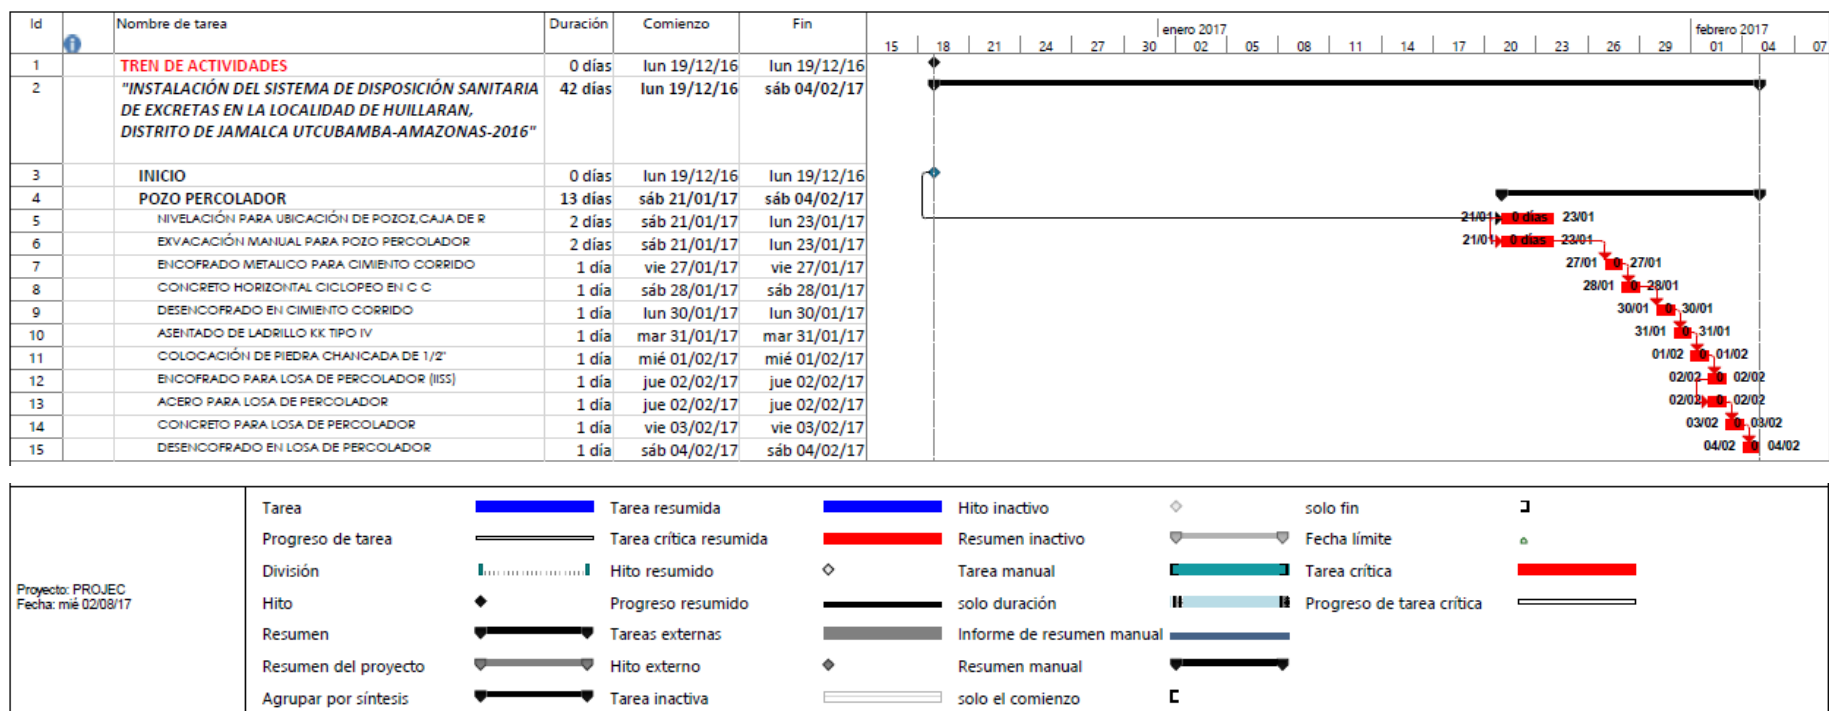 Id Nombre de tarea Duración Comienzo Fin
enero 2017 febrero 2017
15 18 21 24 27 30 02 05 08 11 14 17 20 23 26 29 01 04 07
1 TREN DE ACTIVIDADES 0 días lun 19/12/16 lun 19/12/16
2 "INSTALACIÓN DEL SISTEMA DE DISPOSICIÓN SANITARIA 42 días lun 19/12/16 sáb 04/02/17
DE EXCRETAS EN LA LOCALIDAD DE HUILLARAN,
DISTRITO DE JAMALCA UTCUBAMBA-AMAZONAS-2016"
3 INICIO 0 días lun 19/12/16 lun 19/12/16
4 POZO PERCOLADOR 13 días sáb 21/01/17 sáb 04/02/17
5 NIVELACIÓN PARA UBICACIÓN DE POZOZ,CAJA DE R 2 días sáb 21/01/17 lun 23/01/17 21/01 0 días 23/01
6 EXVACACIÓN MANUAL PARA POZO PERCOLADOR 2 días sáb 21/01/17 lun 23/01/17 21/01 0 días 23/01
7 ENCOFRADO METALICO PARA CIMIENTO CORRIDO 1 día vie 27/01/17 vie 27/01/17 27/01 0 27/01
8 CONCRETO HORIZONTAL CICLOPEO EN C C 1 día sáb 28/01/17 sáb 28/01/17 28/01 0 28/01
9 DESENCOFRADO EN CIMIENTO CORRIDO 1 día lun 30/01/17 lun 30/01/17 30/01 0 30/01
10 ASENTADO DE LADRILLO KK TIPO IV 1 día mar 31/01/17 mar 31/01/17 31/01 0 31/01
11 COLOCACIÓN DE PIEDRA CHANCADA DE 1/2" 1 día mié 01/02/17 mié 01/02/17 01/02 0 01/02
12 ENCOFRADO PARA LOSA DE PERCOLADOR (IISS) 1 día jue 02/02/17 jue 02/02/17 02/02 0 02/02
13 ACERO PARA LOSA DE PERCOLADOR 1 día jue 02/02/17 jue 02/02/17 02/02 0 02/02
14 CONCRETO PARA LOSA DE PERCOLADOR 1 día vie 03/02/17 vie 03/02/17 03/02 0 03/02
15 DESENCOFRADO EN LOSA DE PERCOLADOR 1 día sáb 04/02/17 sáb 04/02/17 04/02 0 04/02
Proyecto: PROJEC
Fecha: mié 02/08/17
Tarea Tarea resumida Hito inactivo solo fin
Progreso de tarea Tarea crítica resumida Resumen inactivo Fecha límite
División Hito resumido Tarea manual Tarea crítica
Hito Progreso resumido solo duración Progreso de tarea crítica
Resumen Tareas externas Informe de resumen manual
Resumen del proyecto Hito externo Resumen manual
Agrupar por síntesis Tarea inactiva solo el comienzo